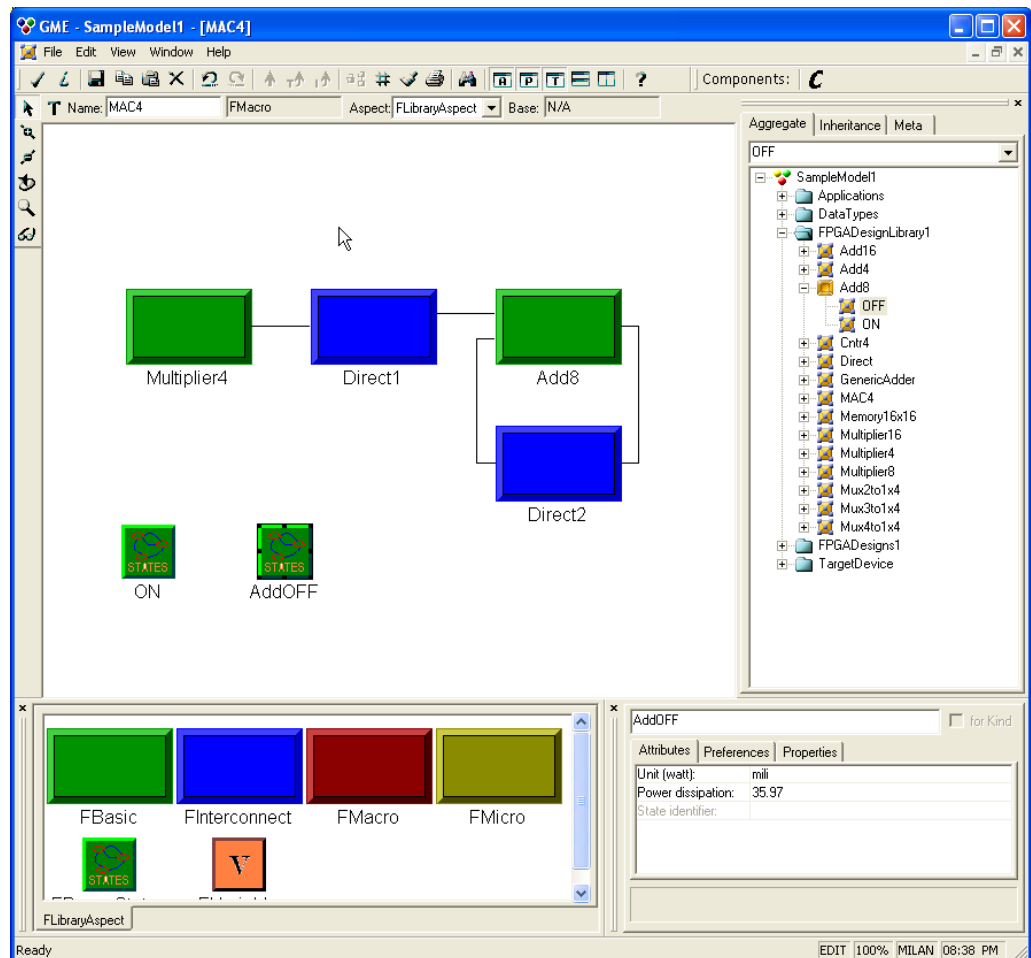 GME - SampleModel1 - [MAC4]
File Edit View Window Help
Components: C
T Name: MAC4 FMacro Aspect: FLibraryAspect Base: N/A
Multiplier4 Direct1 Add8
Direct2
STATES STATES
ON AddOFF
Aggregate Inheritance Meta
OFF
SampleModel1
Applications
DataTypes
FPGADesignLibrary1
Add16
Add4
Add8
OFF
ON
Cntr4
Direct
GenericAdder
MAC4
Memory16x16
Multiplier16
Multiplier4
Multiplier8
Mux2to1x4
Mux3to1x4
Mux4to1x4
FPGADesigns1
TargetDevice
FBasic FInterconnect FMacro FMicro
STATES V
FLibraryAspect
AddOFF for Kind
Attributes Preferences Properties
Unit (watt): mili
Power dissipation: 35.97
State identifier:
Ready EDIT 100% MILAN 08:38 PM